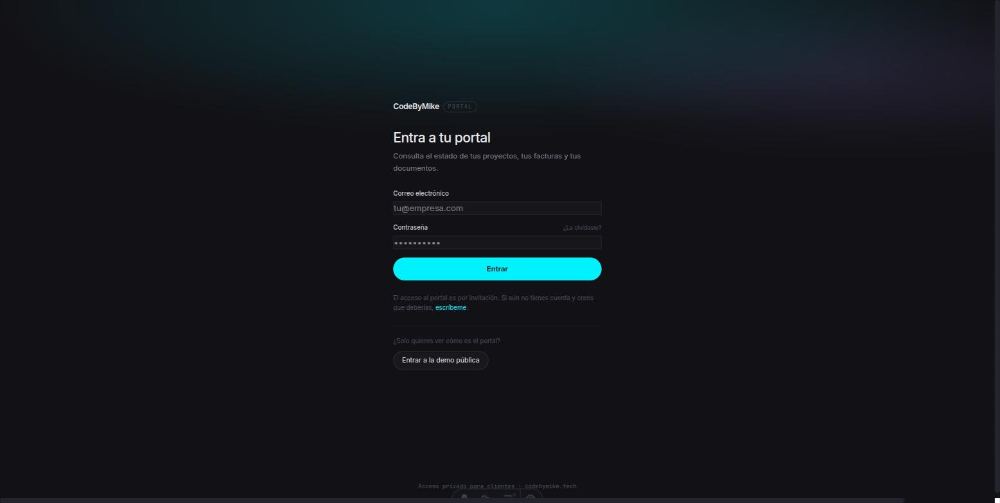 CodeByMike PORTAL
Entra a tu portal
Consulta el estado de tus proyectos, tus facturas y tus
documentos.
Correo electrónico
tu@empresa.com
Contraseña ¿La olvidaste?
••••••••••
Entrar
El acceso al portal es por invitación. Si aún no tienes cuenta y crees
que deberías, escríbeme.
¿Solo quieres ver cómo es el portal?
Entrar a la demo pública
Acceso privado para clientes · codebymike.tech